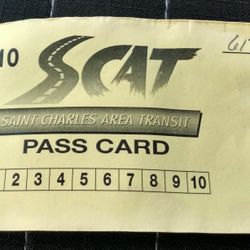 10
SCAT
SAINT CHARLES AREA TRANSIT
PASS CARD
2 3 4 5 6 7 8 9 10